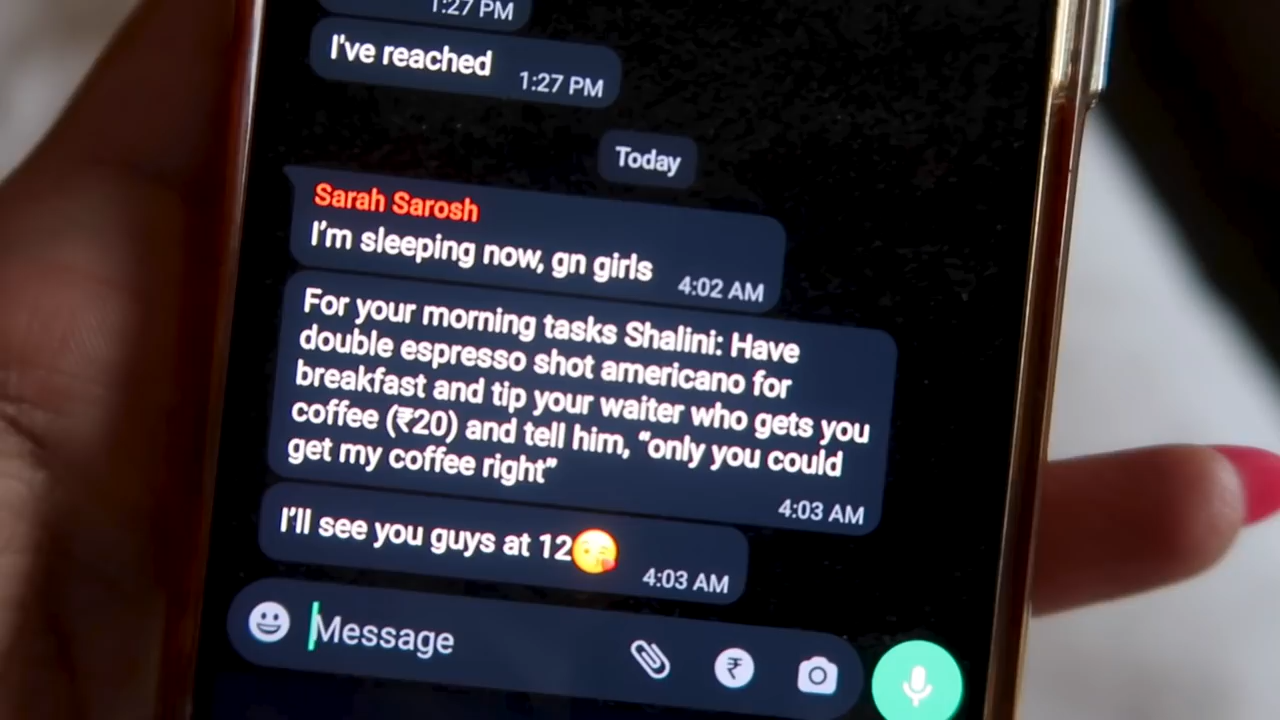 1:27 PM
I've reached
1:27 PM
Today
Sarah Sarosh
I'm sleeping now, gn girls
4:02 AM
For your morning tasks Shalini: Have
double espresso shot americano for
breakfast and tip your waiter who gets you
coffee (₹20) and tell him, “only you could
get my coffee right”
4:03 AM
I'll see you guys at 12😘
4:03 AM
Message
₹